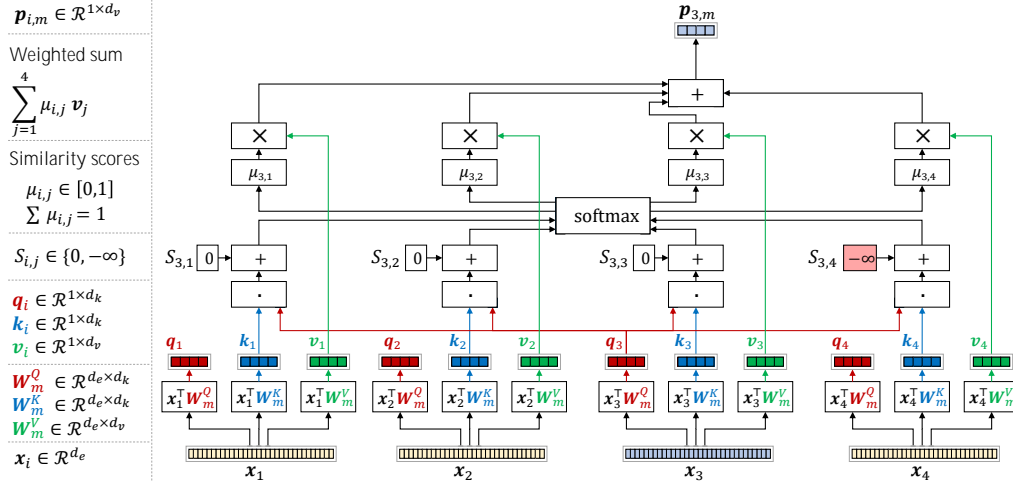 𝒑ᵢ,ₘ ∈ ℛ^{1×d_v}
Weighted sum
∑_{j=1}^{4} μ_{i,j} 𝒗_j
Similarity scores
μ_{i,j} ∈ [0,1]
∑ μ_{i,j} = 1
S_{i,j} ∈ {0, −∞}
𝒒_i ∈ ℛ^{1×d_k}
𝒌_i ∈ ℛ^{1×d_k}
𝒗_i ∈ ℛ^{1×d_v}
𝑾_m^Q ∈ ℛ^{d_e×d_k}
𝑾_m^K ∈ ℛ^{d_e×d_k}
𝑾_m^V ∈ ℛ^{d_e×d_v}
𝒙_i ∈ ℛ^{d_e}
𝒑_{3,m}
+
× × × ×
μ_{3,1} μ_{3,2} μ_{3,3} μ_{3,4}
softmax
S_{3,1} 0 + S_{3,2} 0 + S_{3,3} 0 + S_{3,4} −∞ +
· · · ·
𝒒_1 𝒌_1 𝒗_1 𝒒_2 𝒌_2 𝒗_2 𝒒_3 𝒌_3 𝒗_3 𝒒_4 𝒌_4 𝒗_4
𝒙_1^⊤𝑾_m^Q 𝒙_1^⊤𝑾_m^K 𝒙_1^⊤𝑾_m^V 𝒙_2^⊤𝑾_m^Q 𝒙_2^⊤𝑾_m^K 𝒙_2^⊤𝑾_m^V 𝒙_3^⊤𝑾_m^Q 𝒙_3^⊤𝑾_m^K 𝒙_3^⊤𝑾_m^V 𝒙_4^⊤𝑾_m^Q 𝒙_4^⊤𝑾_m^K 𝒙_4^⊤𝑾_m^V
𝒙_1 𝒙_2 𝒙_3 𝒙_4